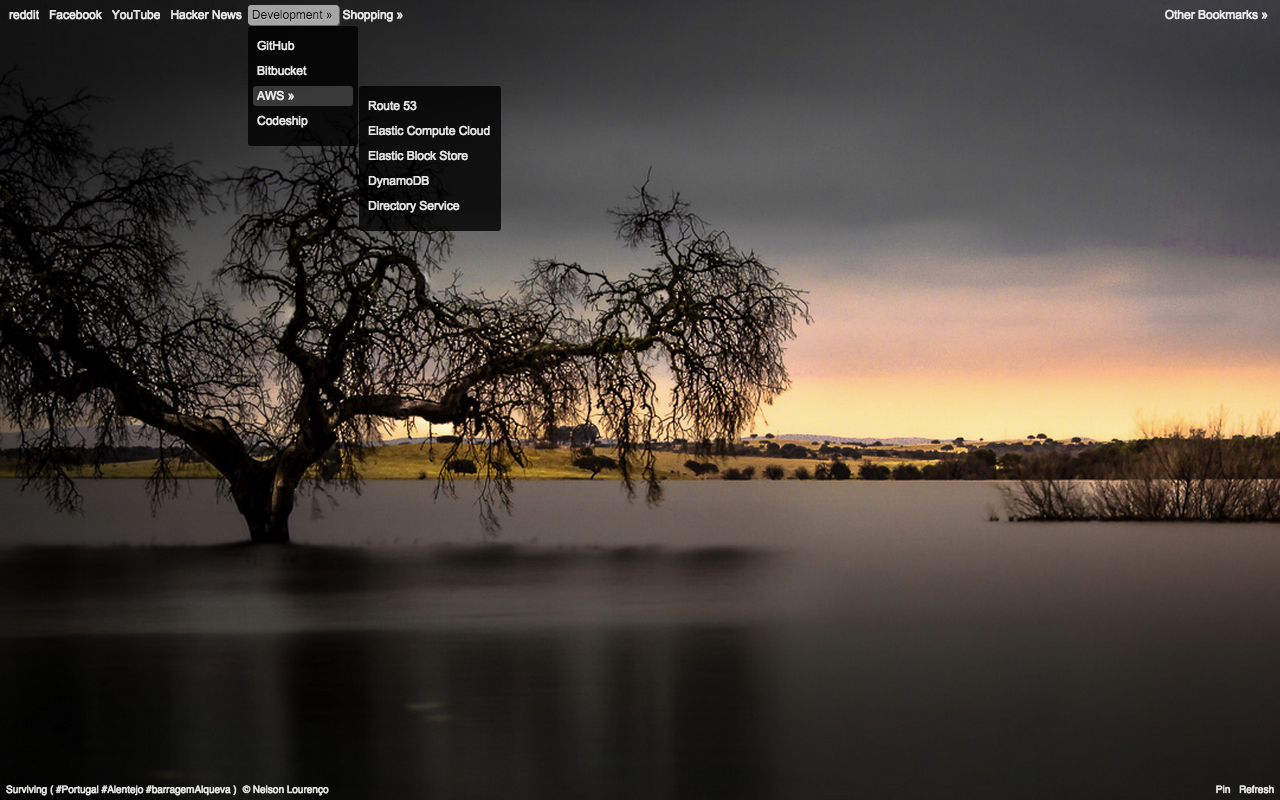 reddit Facebook YouTube Hacker News Development » Shopping » Other Bookmarks »
GitHub
Bitbucket
AWS »
Codeship
Route 53
Elastic Compute Cloud
Elastic Block Store
DynamoDB
Directory Service
Surviving ( #Portugal #Alentejo #barragemAlqueva ) © Nelson Lourenço
Pin Refresh